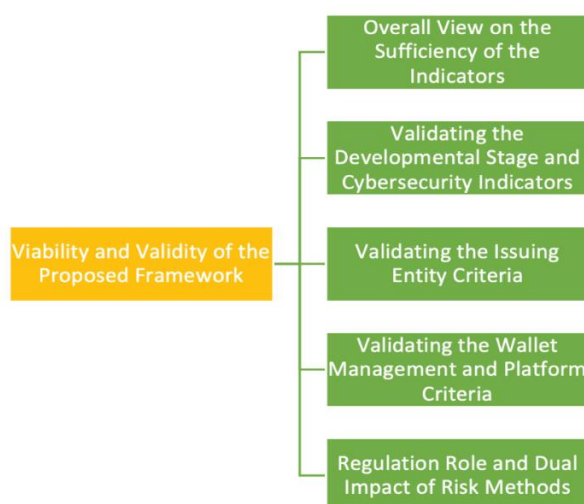 Overall View on the
Sufficiency of the
Indicators
Validating the
Developmental Stage and
Cybersecurity Indicators
Viability and Validity of the
Proposed Framework
Validating the Issuing
Entity Criteria
Validating the Wallet
Management and Platform
Criteria
Regulation Role and Dual
Impact of Risk Methods